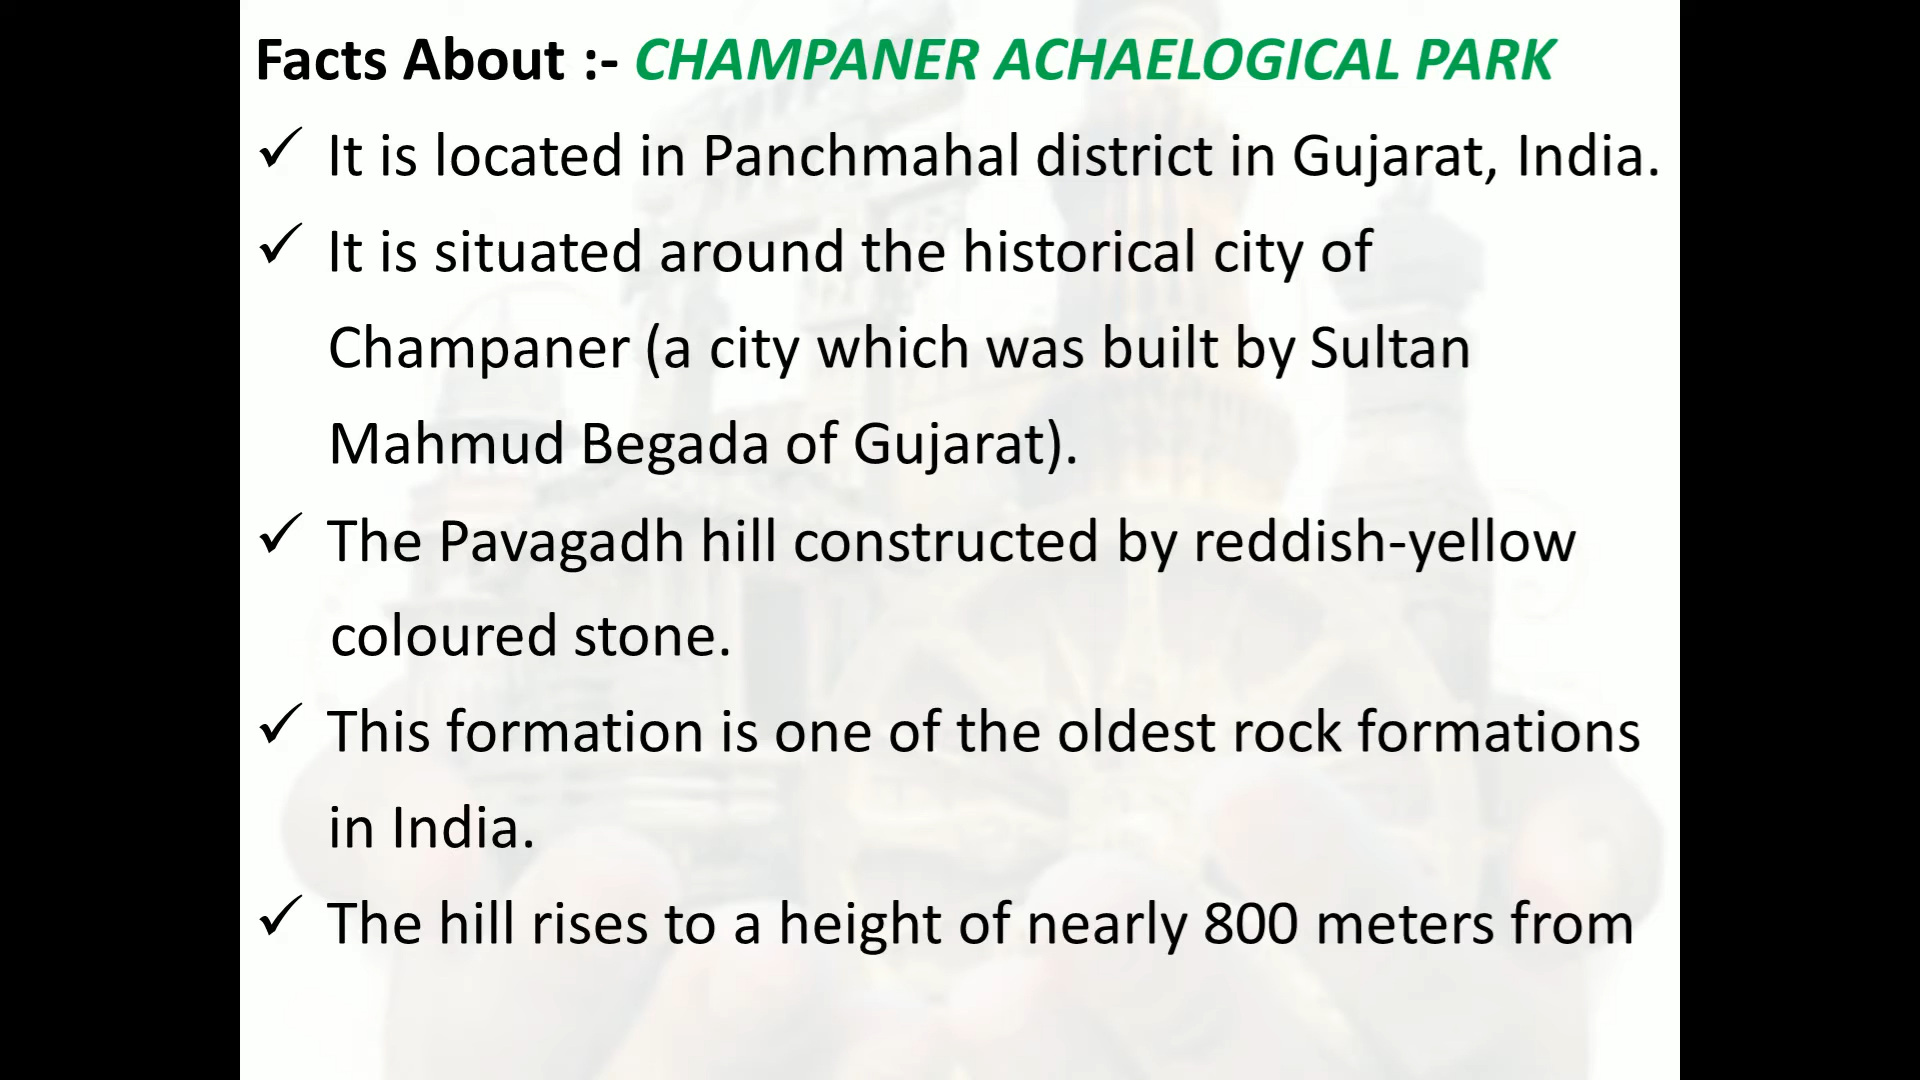 Facts About :- CHAMPANER ACHAELOGICAL PARK
✓ It is located in Panchmahal district in Gujarat, India.
✓ It is situated around the historical city of
Champaner (a city which was built by Sultan
Mahmud Begada of Gujarat).
✓ The Pavagadh hill constructed by reddish-yellow
coloured stone.
✓ This formation is one of the oldest rock formations
in India.
✓ The hill rises to a height of nearly 800 meters from